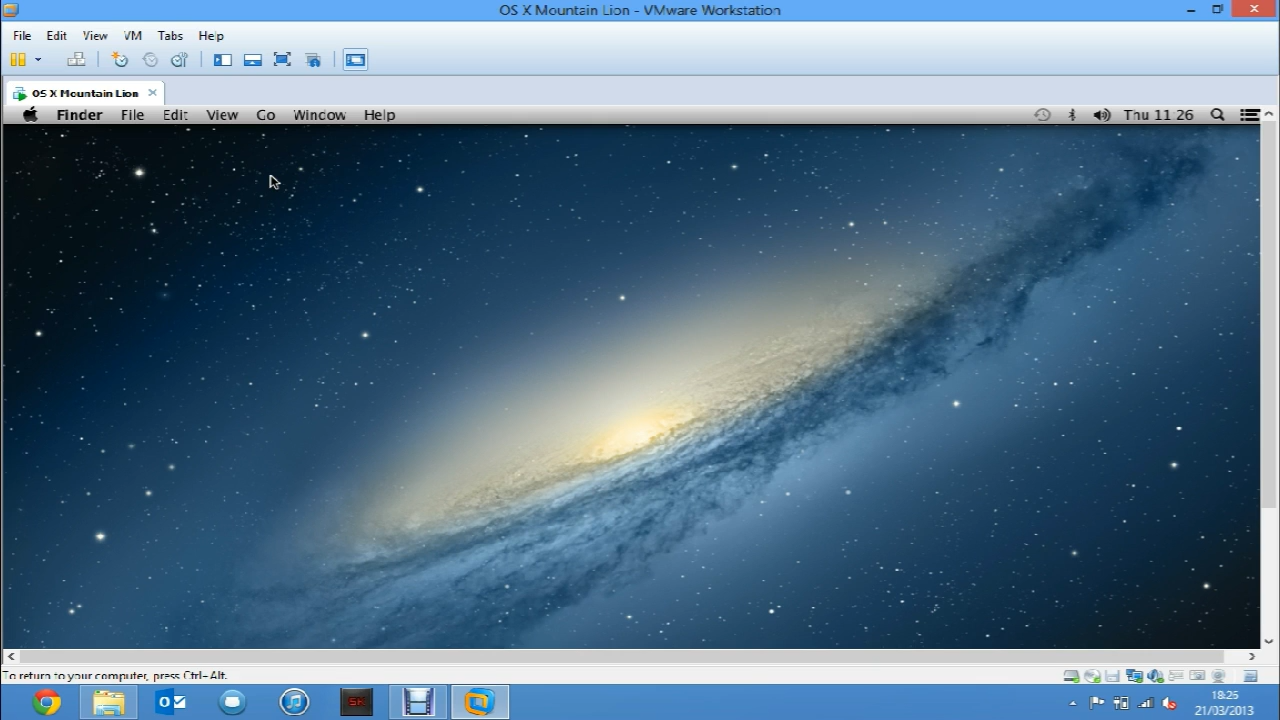 OS X Mountain Lion - VMware Workstation
File Edit View VM Tabs Help
OS X Mountain Lion
Finder File Edit View Go Window Help Thu 11:26
To return to your computer, press Ctrl+Alt.
18:25
21/03/2013